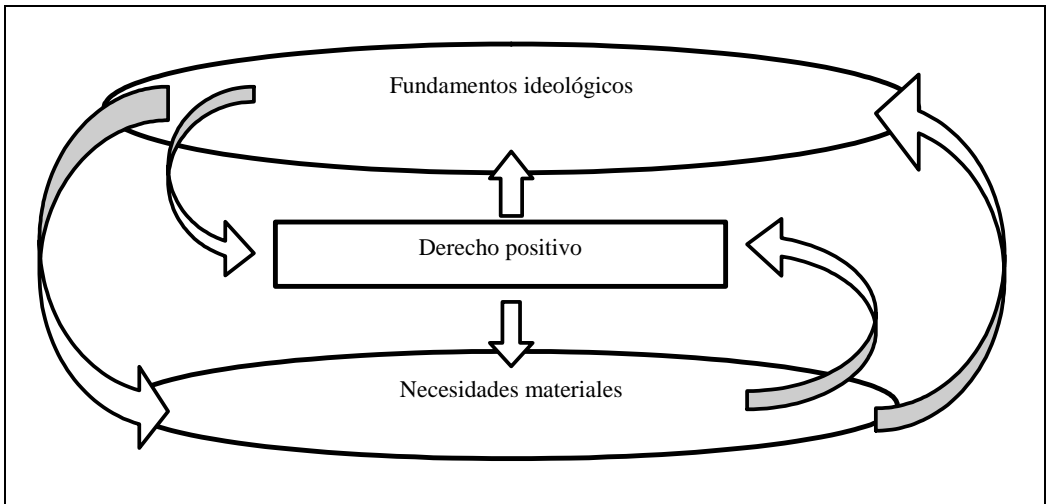 Fundamentos ideológicos
Derecho positivo
Necesidades materiales